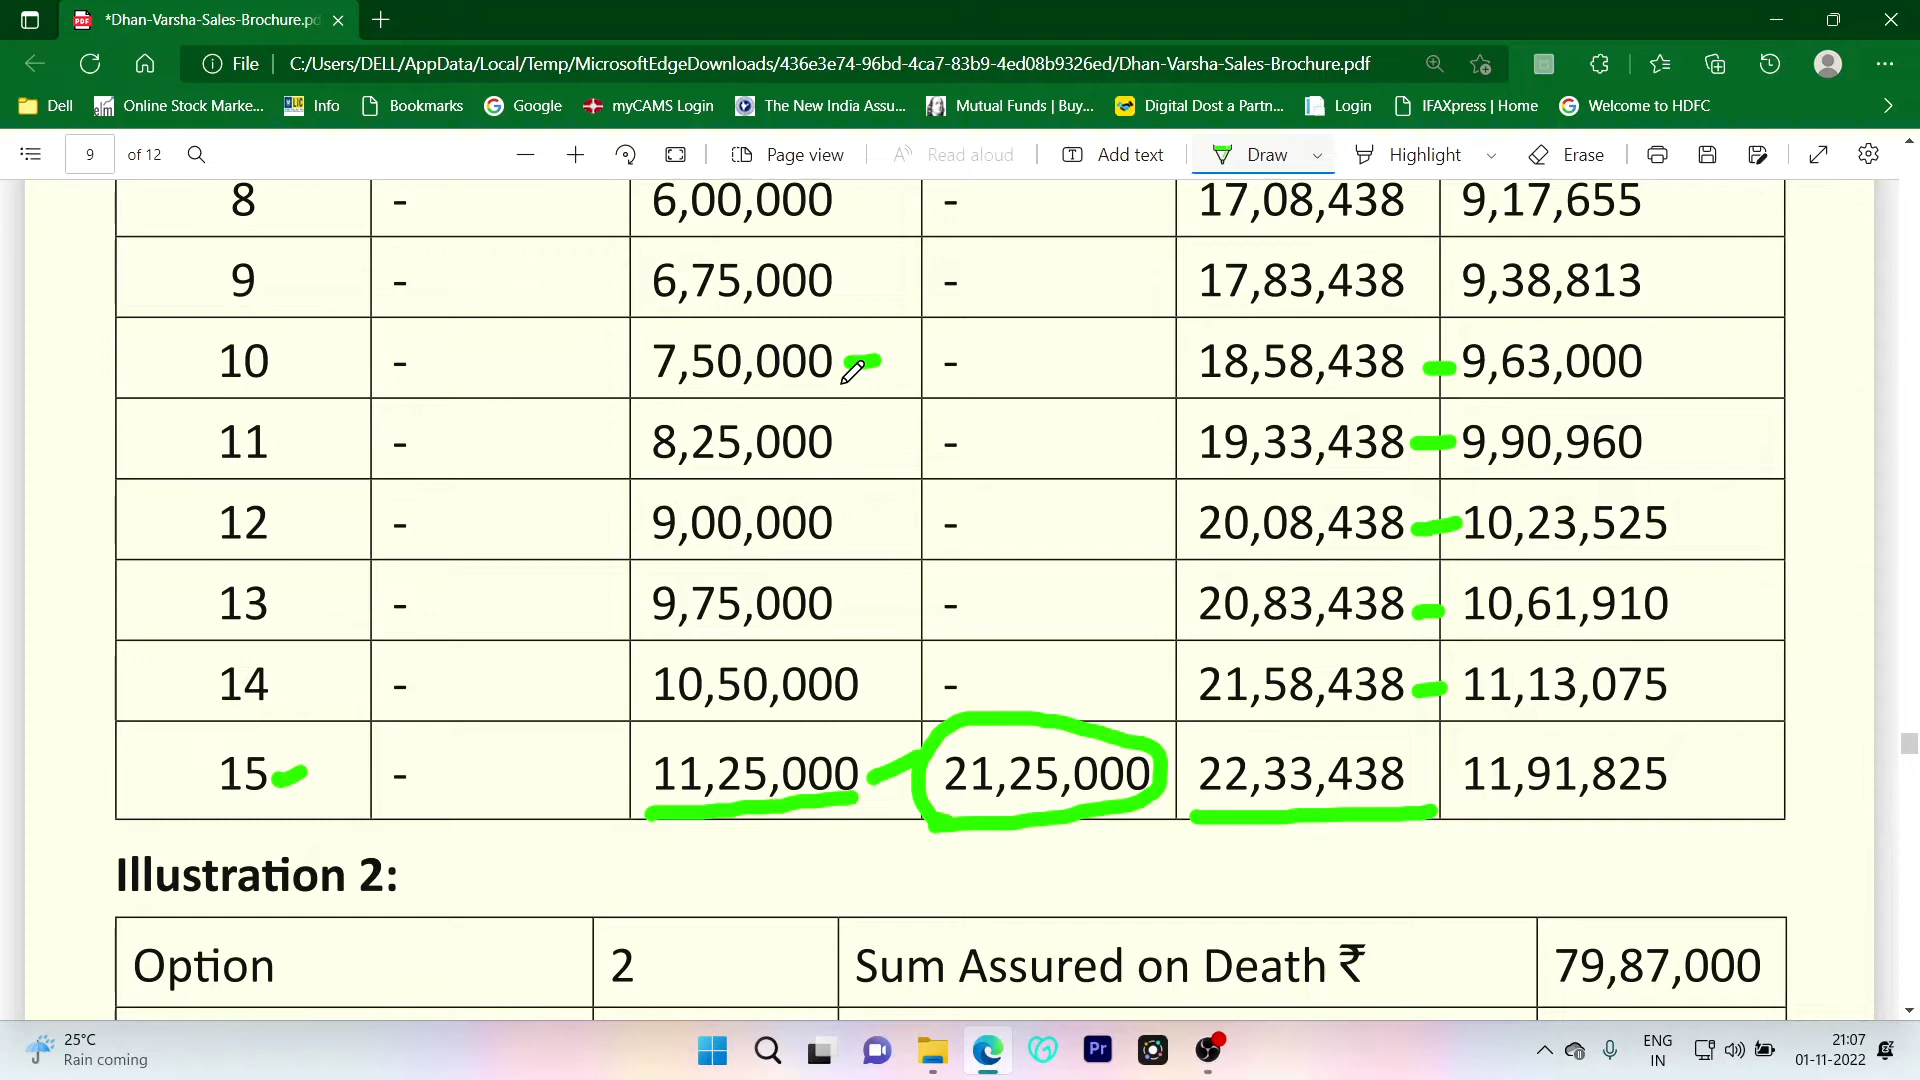 *Dhan-Varsha-Sales-Brochure.pd
File C:/Users/DELL/AppData/Local/Temp/MicrosoftEdgeDownloads/436e3e74-96bd-4ca7-83b9-4ed08b9326ed/Dhan-Varsha-Sales-Brochure.pdf
Dell Online Stock Marke... Info Bookmarks Google myCAMS Login The New India Assu... Mutual Funds | Buy... Digital Dost a Partn... Login IFAXpress | Home Welcome to HDFC
9 of 12 Page view Read aloud Add text Draw Highlight Erase
8 - 6,00,000 - 17,08,438 9,17,655
9 - 6,75,000 - 17,83,438 9,38,813
10 - 7,50,000 - 18,58,438 9,63,000
11 - 8,25,000 - 19,33,438 9,90,960
12 - 9,00,000 - 20,08,438 10,23,525
13 - 9,75,000 - 20,83,438 10,61,910
14 - 10,50,000 - 21,58,438 11,13,075
15 - 11,25,000 21,25,000 22,33,438 11,91,825
Illustration 2:
Option 2 Sum Assured on Death ₹ 79,87,000
25°C
Rain coming
Pr
ENG
IN
21:07
01-11-2022